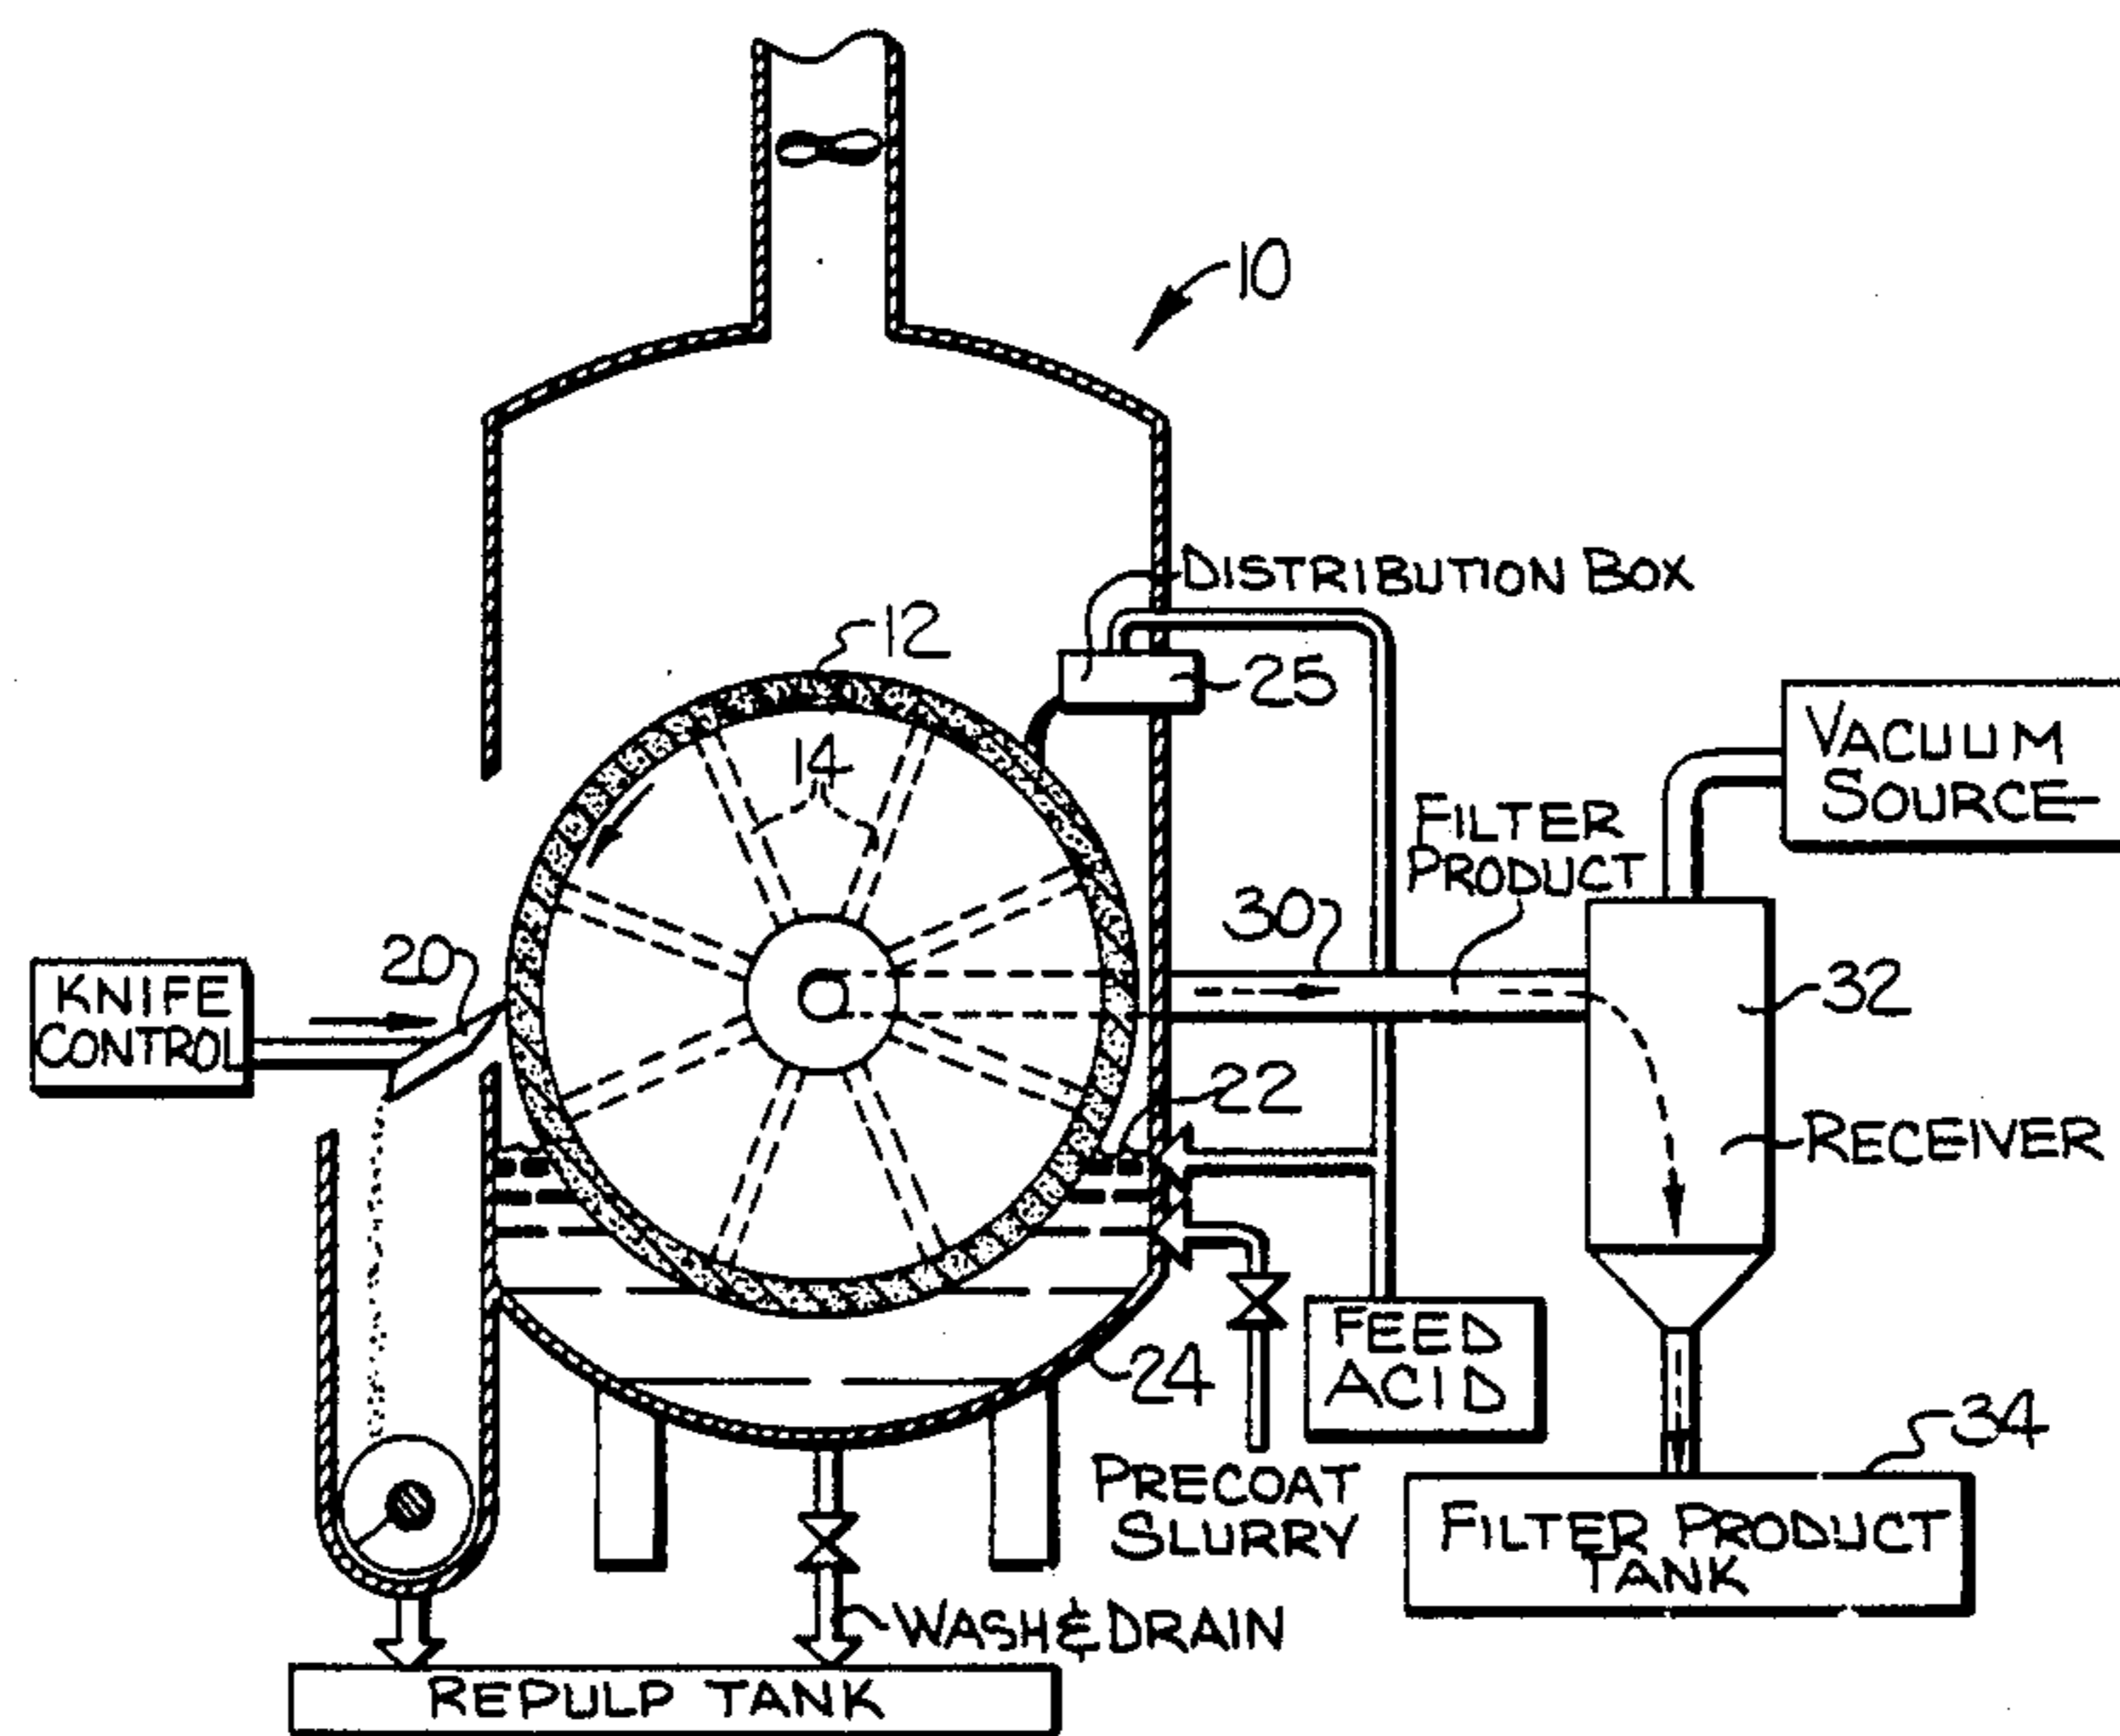 10
DISTRIBUTION BOX
12
25
14
VACUUM
SOURCE
FILTER
PRODUCT
30
20
KNIFE
CONTROL
32
22
RECEIVER
FEED
ACID
24
34
PRECOAT
SLURRY
FILTER PRODUCT
TANK
WASH & DRAIN
REPULP TANK